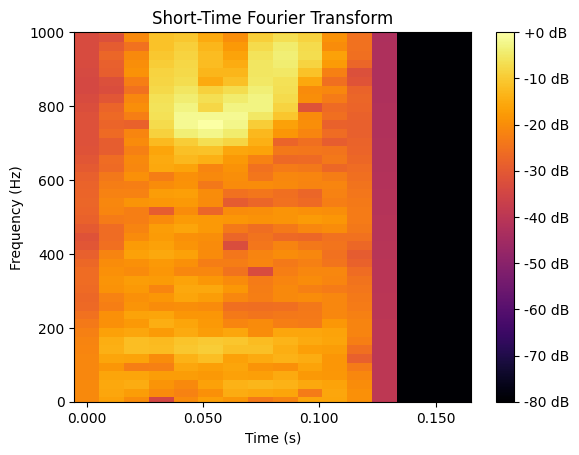 Short-Time Fourier Transform
1000
800
600
400
200
0
Frequency (Hz)
0.000
0.050
0.100
0.150
Time (s)
+0 dB
-10 dB
-20 dB
-30 dB
-40 dB
-50 dB
-60 dB
-70 dB
-80 dB